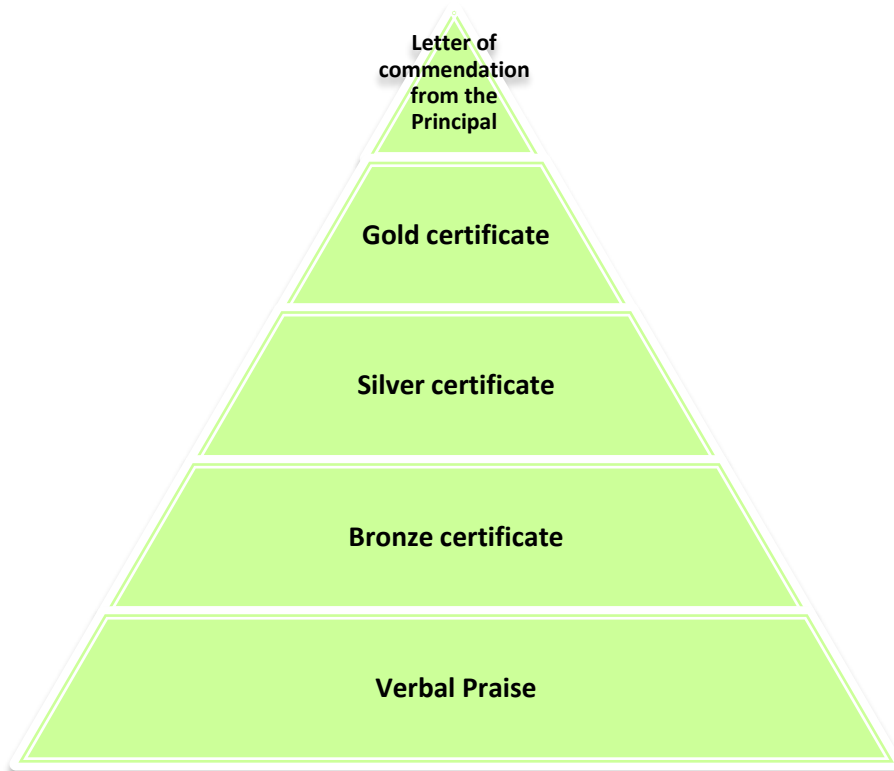 Letter of
commendation
from the
Principal
Gold certificate
Silver certificate
Bronze certificate
Verbal Praise